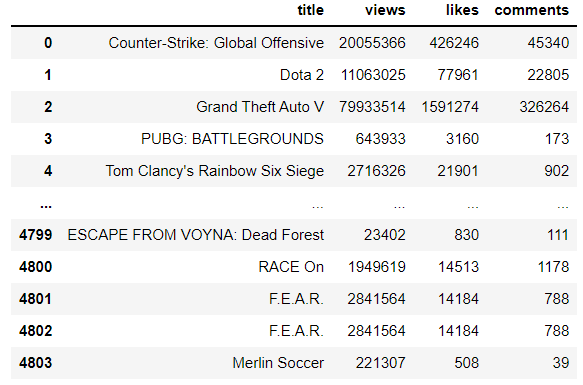 title views likes comments
0 Counter-Strike: Global Offensive 20055366 426246 45340
1 Dota 2 11063025 77961 22805
2 Grand Theft Auto V 79933514 1591274 326264
3 PUBG: BATTLEGROUNDS 643933 3160 173
4 Tom Clancy's Rainbow Six Siege 2716326 21901 902
... ... ... ... ...
4799 ESCAPE FROM VOYNA: Dead Forest 23402 830 111
4800 RACE On 1949619 14513 1178
4801 F.E.A.R. 2841564 14184 788
4802 F.E.A.R. 2841564 14184 788
4803 Merlin Soccer 221307 508 39